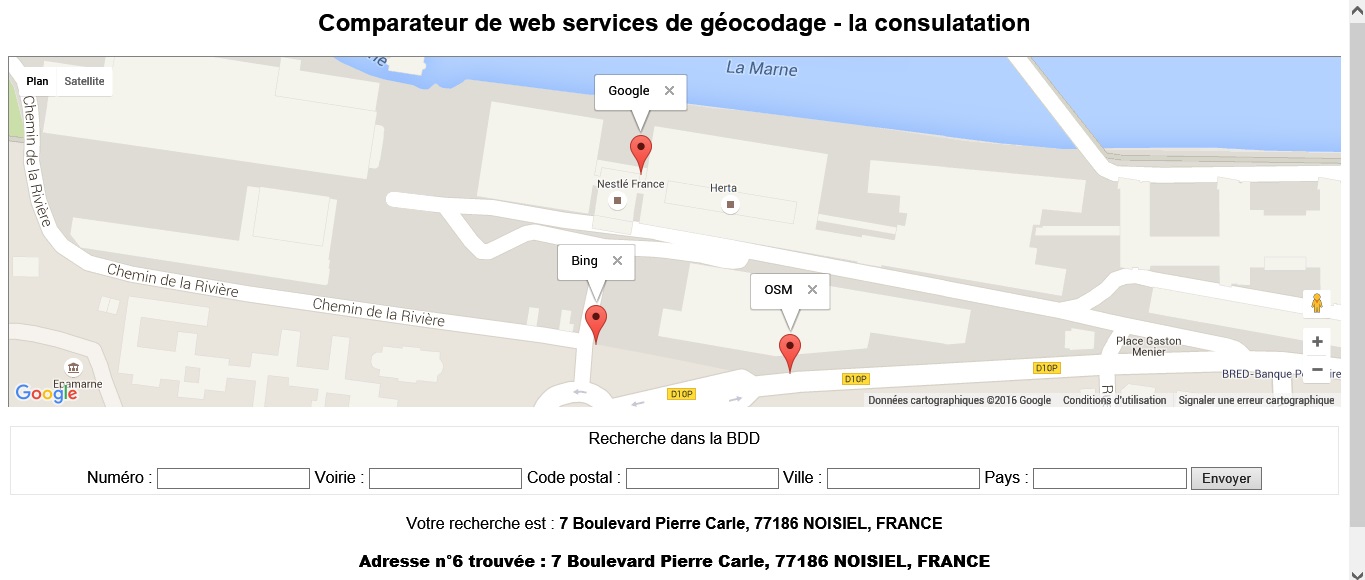 Comparateur de web services de géocodage - la consulatation
Plan Satellite
La Marne
Google
Chemin de la Rivière
Nestlé France
Herta
Bing
Chemin de la Rivière
Chemin de la Rivière
OSM
Place Gaston
Menier
Epamarne
BRED-Banque
D10P
D10P
D10P
R
Google
Données cartographiques ©2016 Google Conditions d'utilisation Signaler une erreur cartographique
Recherche dans la BDD
Numéro : Voirie : Code postal : Ville : Pays : Envoyer
Votre recherche est : 7 Boulevard Pierre Carle, 77186 NOISIEL, FRANCE
Adresse n°6 trouvée : 7 Boulevard Pierre Carle, 77186 NOISIEL, FRANCE